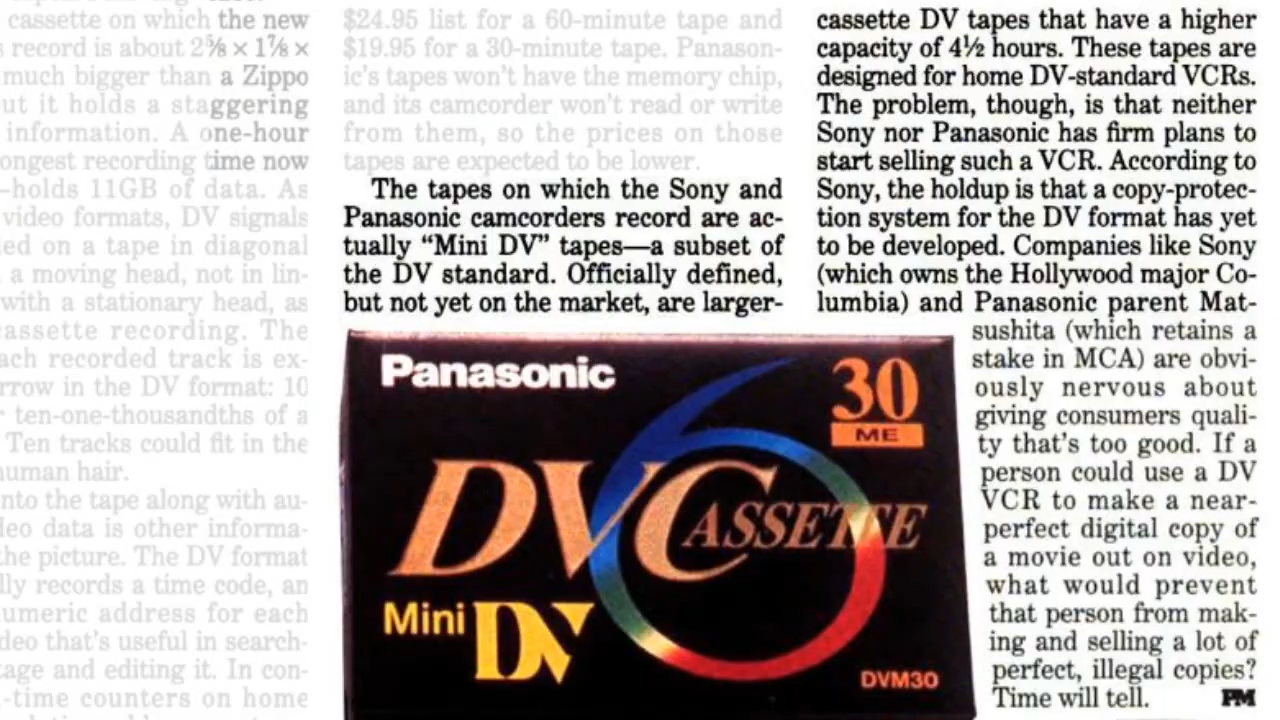 cassette on which the new
record is about 2⅝ × 1⅞ ×
much bigger than a Zippo
it holds a staggering
information. A one-hour
recording time now
—holds 11GB of data. As
video formats, DV signals
on a tape in diagonal
a moving head, not in lin-
with a stationary head, as
cassette recording. The
recorded track is ex-
in the DV format: 10
ten-one-thousandths of a
Ten tracks could fit in the
human hair.
the tape along with au-
data is other informa-
the picture. The DV format
records a time code, an
address for each
that's useful in search-
and editing it. In con-
-time counters on home
$24.95 list for a 60-minute tape and
$19.95 for a 30-minute tape. Panason-
ic's tapes won't have the memory chip,
and its camcorder won't read or write
from them, so the prices on those
tapes are expected to be lower.
The tapes on which the Sony and
Panasonic camcorders record are ac-
tually “Mini DV” tapes—a subset of
the DV standard. Officially defined,
but not yet on the market, are larger-
Panasonic
30
ME
DVCASSETTE
Mini DV
DVM30
cassette DV tapes that have a higher
capacity of 4½ hours. These tapes are
designed for home DV-standard VCRs.
The problem, though, is that neither
Sony nor Panasonic has firm plans to
start selling such a VCR. According to
Sony, the holdup is that a copy-protec-
tion system for the DV format has yet
to be developed. Companies like Sony
(which owns the Hollywood major Co-
lumbia) and Panasonic parent Mat-
sushita (which retains a
stake in MCA) are obvi-
ously nervous about
giving consumers quali-
ty that's too good. If a
person could use a DV
VCR to make a near-
perfect digital copy of
a movie out on video,
what would prevent
that person from mak-
ing and selling a lot of
perfect, illegal copies?
Time will tell. PM